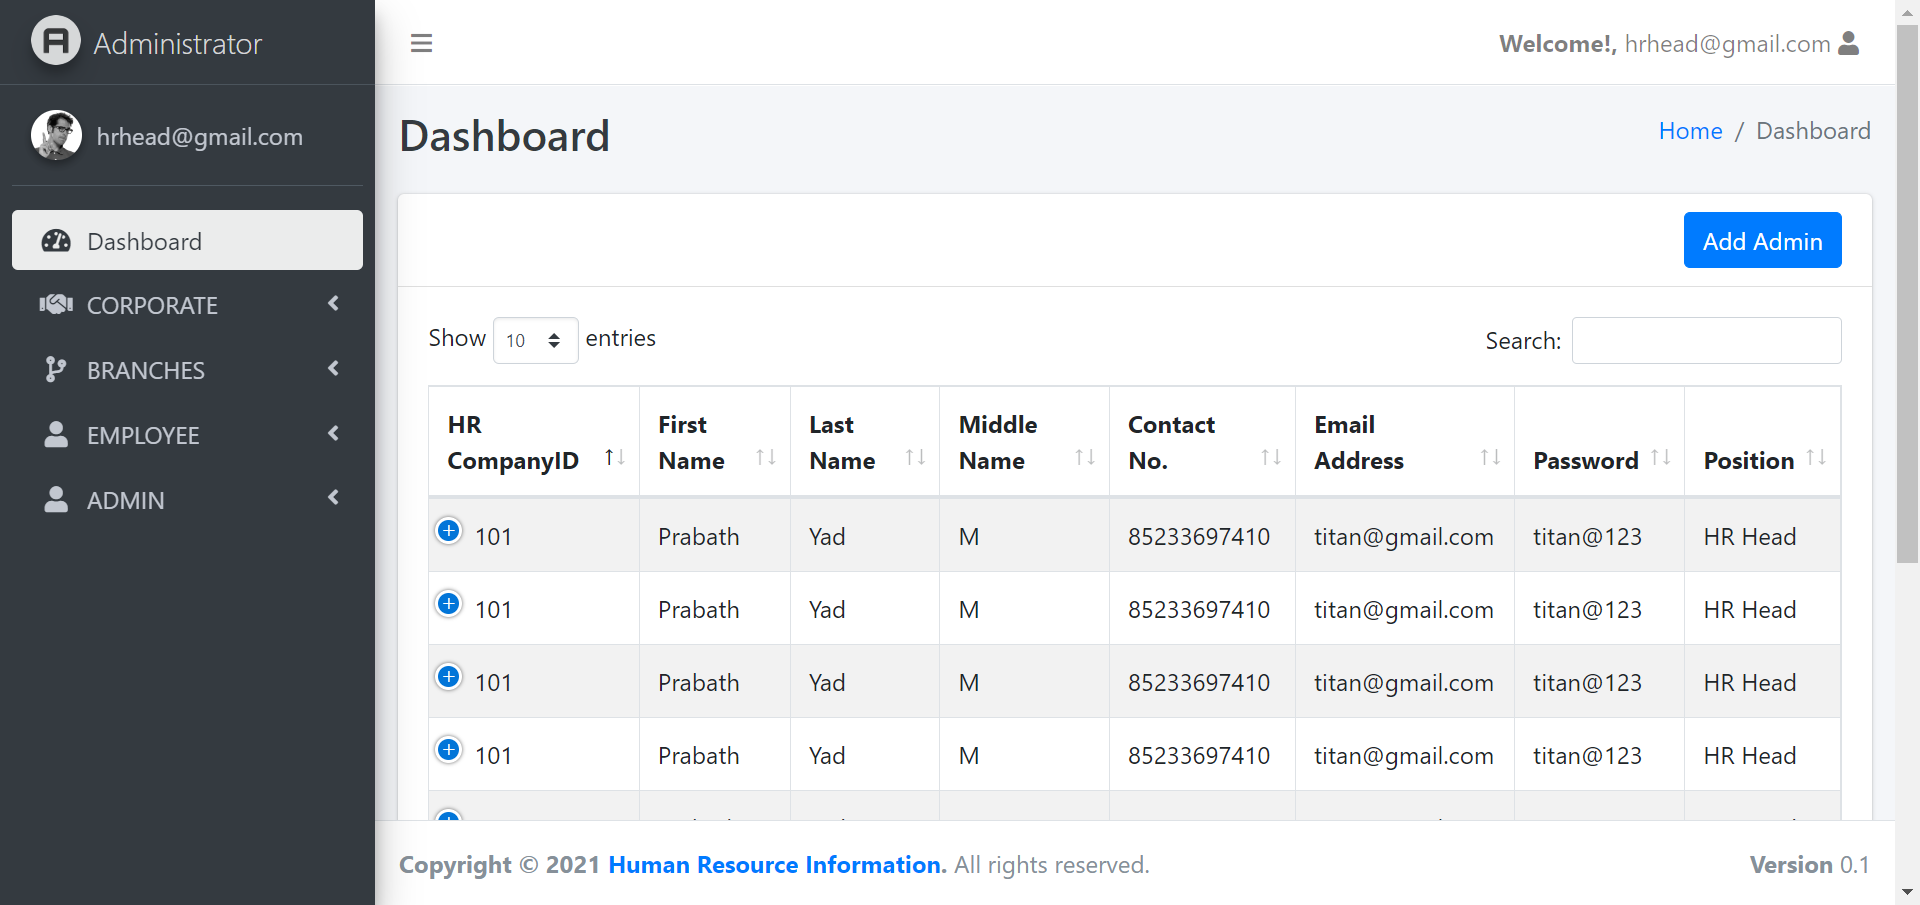 Administrator
Welcome!, hrhead@gmail.com
hrhead@gmail.com
Dashboard
CORPORATE
BRANCHES
EMPLOYEE
ADMIN
Dashboard
Home / Dashboard
Add Admin
Show 10 entries
Search:
HR CompanyID First Name Last Name Middle Name Contact No. Email Address Password Position
101 Prabath Yad M 85233697410 titan@gmail.com titan@123 HR Head
101 Prabath Yad M 85233697410 titan@gmail.com titan@123 HR Head
101 Prabath Yad M 85233697410 titan@gmail.com titan@123 HR Head
101 Prabath Yad M 85233697410 titan@gmail.com titan@123 HR Head
Copyright © 2021 Human Resource Information. All rights reserved.
Version 0.1